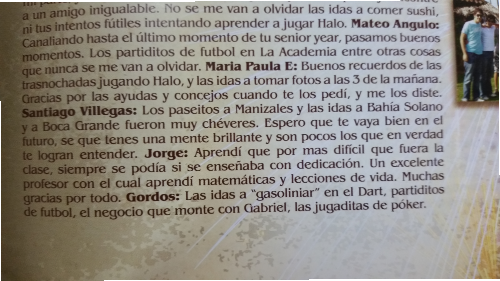 a un amigo inigualable. No se me van a olvidar las idas a comer sushi,
ni tus intentos fútiles intentando aprender a jugar Halo. Mateo Angulo:
Canaliando hasta el último momento de tu senior year, pasamos buenos
momentos. Los partiditos de futbol en La Academia entre otras cosas
que nunca se me van a olvidar. Maria Paula E: Buenos recuerdos de las
trasnochadas jugando Halo, y las idas a tomar fotos a las 3 de la mañana.
Gracias por las ayudas y concejos cuando te los pedí, y me los diste.
Santiago Villegas: Los paseitos a Manizales y las idas a Bahía Solano
y a Boca Grande fueron muy chéveres. Espero que te vaya bien en el
futuro, se que tenes una mente brillante y son pocos los que en verdad
te logran entender. Jorge: Aprendí que por mas difícil que fuera la
clase, siempre se podía si se enseñaba con dedicación. Un excelente
profesor con el cual aprendí matemáticas y lecciones de vida. Muchas
gracias por todo. Gordos: Las idas a "gasoliniar" en el Dart, partiditos
de futbol, el negocio que monte con Gabriel, las jugaditas de póker.